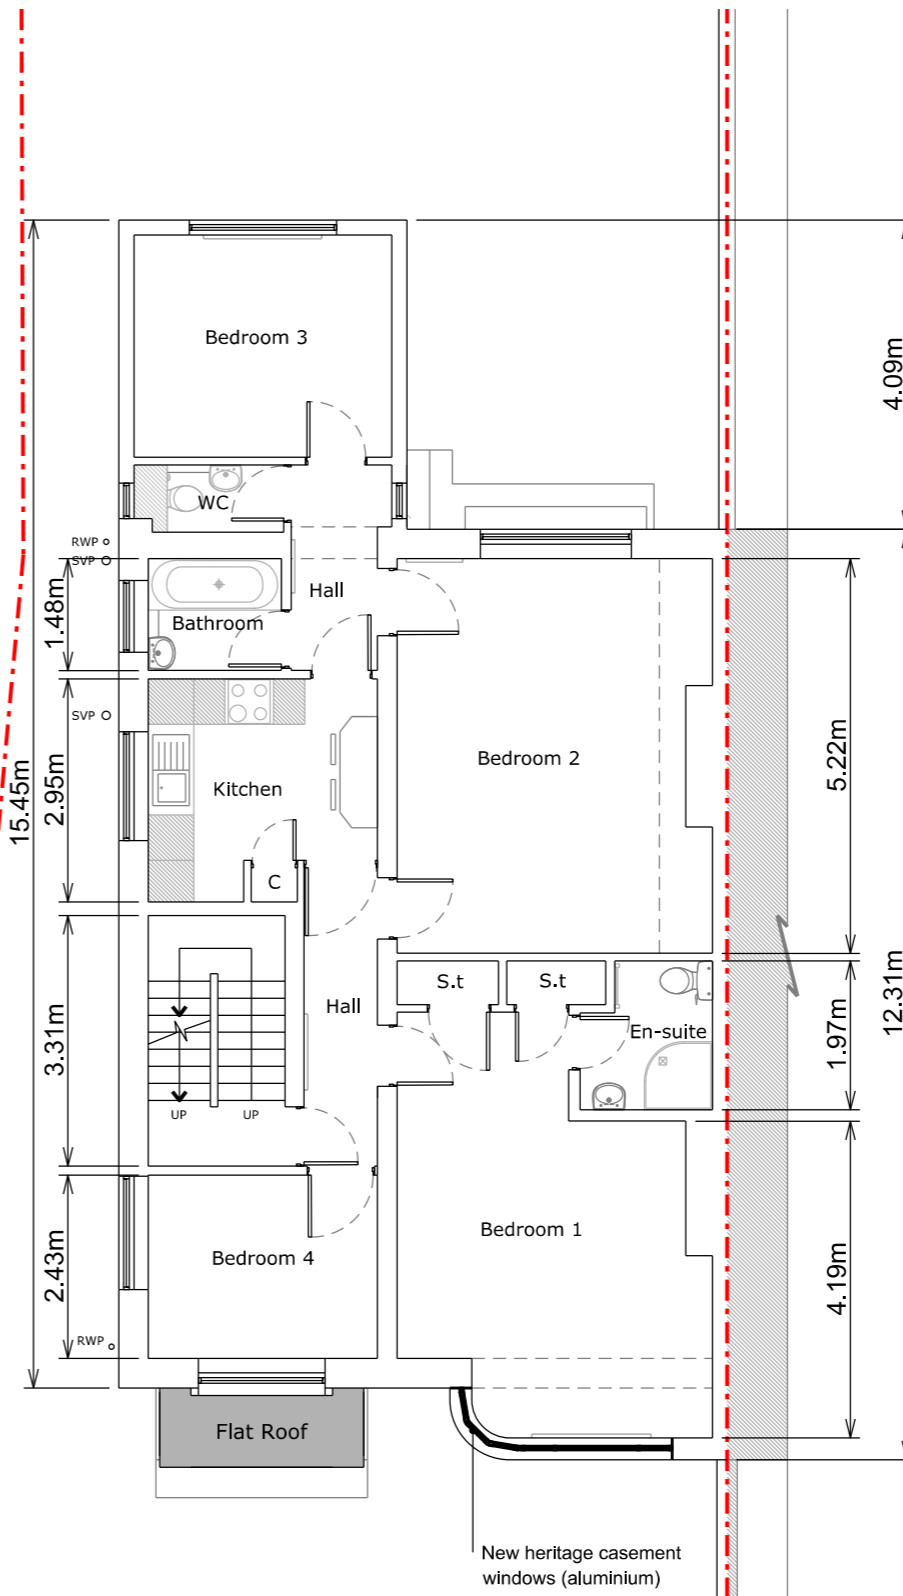 Bedroom 3
4.09m
WC
RWP
SVP
Hall
1.48m
Bathroom
SVP
Bedroom 2
5.22m
15.45m
2.95m
Kitchen
C
S.t
S.t
12.31m
3.31m
Hall
En-suite
1.97m
UP
UP
Bedroom 1
2.43m
Bedroom 4
4.19m
RWP
Flat Roof
New heritage casement
windows (aluminium)